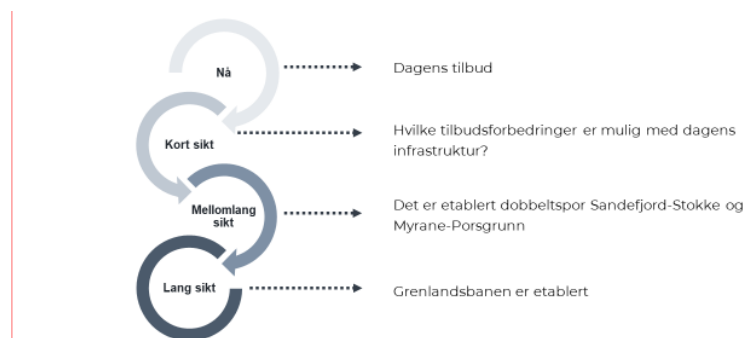 Nå
Dagens tilbud
Kort sikt
Hvilke tilbudsforbedringer er mulig med dagens
infrastruktur?
Mellomlang
sikt
Det er etablert dobbeltspor Sandefjord-Stokke og
Myrane-Porsgrunn
Lang sikt
Grenlandsbanen er etablert